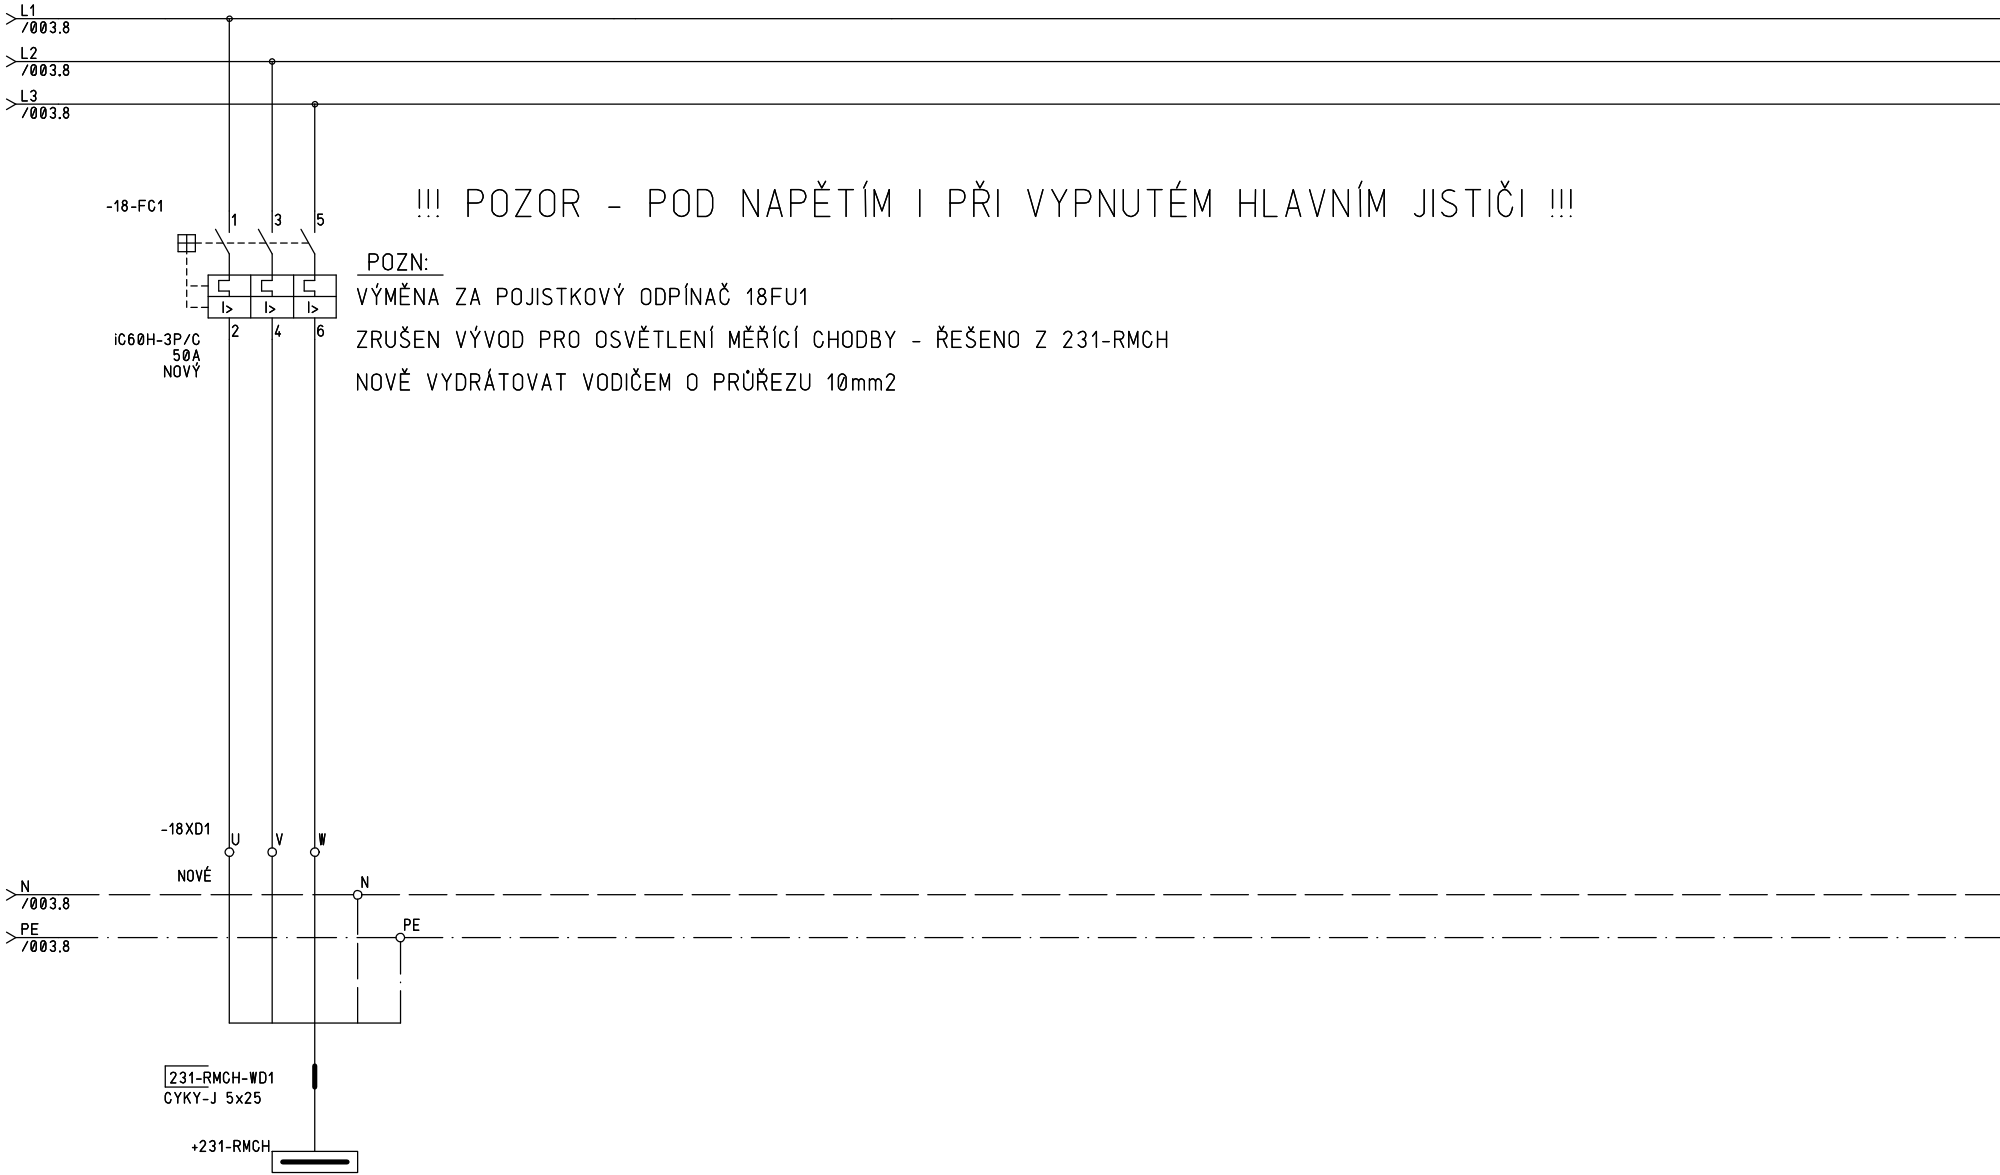 L1
/003.8
L2
/003.8
L3
/003.8
!!! POZOR - POD NAPĚTÍM I PŘI VYPNUTÉM HLAVNÍM JISTIČI !!!
-18-FC1
1 3 5
POZN:
VÝMĚNA ZA POJISTKOVÝ ODPÍNAČ 18FU1
I> I> I>
2 4 6
ZRUŠEN VÝVOD PRO OSVĚTLENÍ MĚŘÍCÍ CHODBY - ŘEŠENO Z 231-RMCH
iC60H-3P/C
50A
NOVÝ
NOVĚ VYDRÁTOVAT VODIČEM O PRŮŘEZU 10mm2
-18XD1
U V W
NOVÉ
N
/003.8
N
PE
/003.8
PE
231-RMCH-WD1
CYKY-J 5x25
+231-RMCH